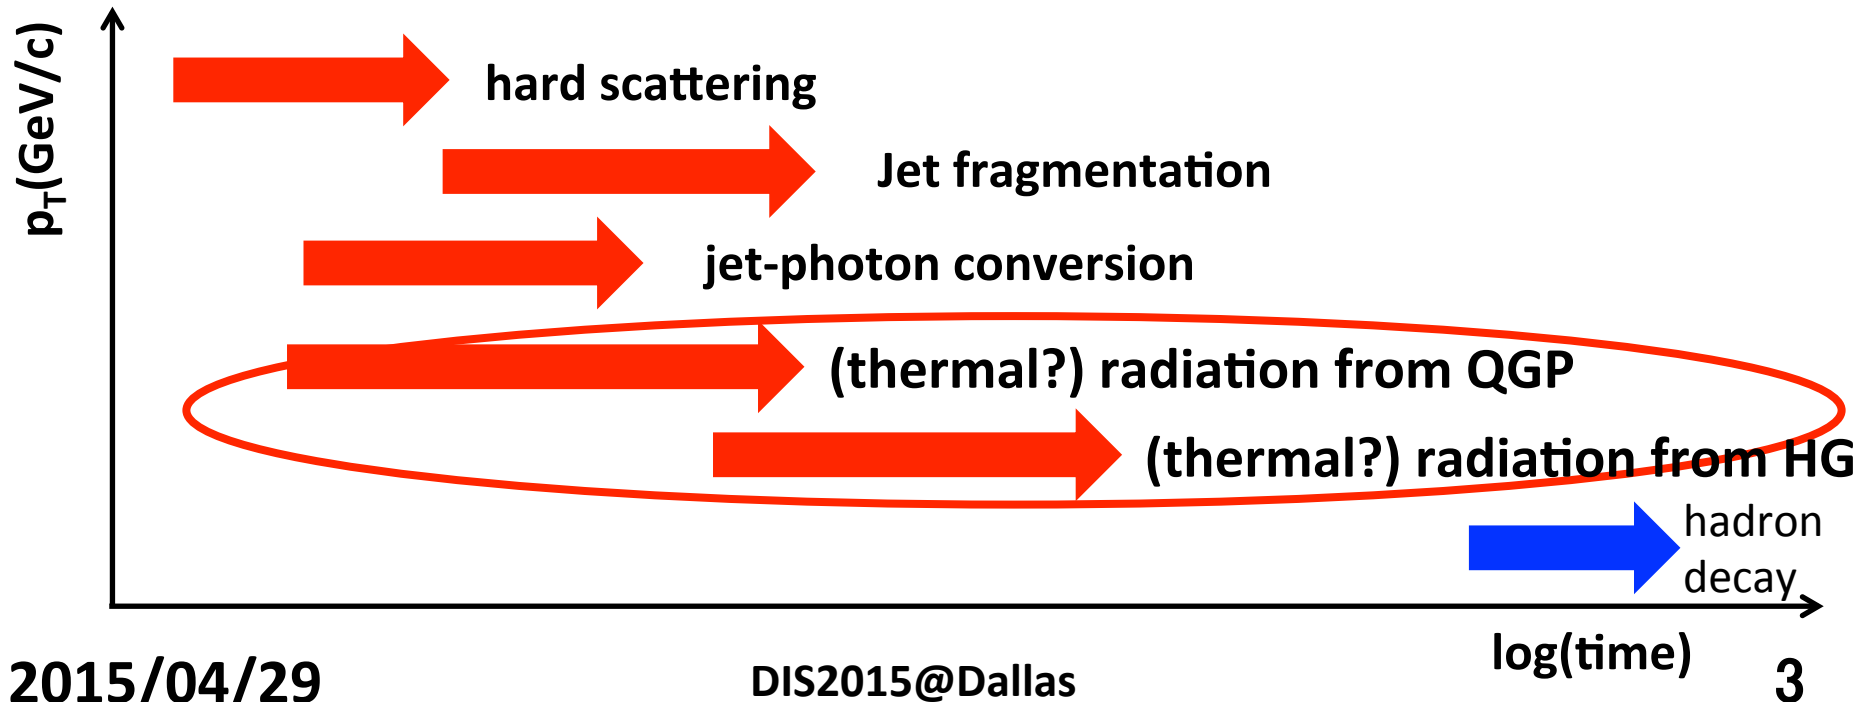 pT(GeV/c)
hard scattering
Jet fragmentation
jet-photon conversion
(thermal?) radiation from QGP
(thermal?) radiation from HG
hadron
decay
log(time)
2015/04/29
DIS2015@Dallas
3